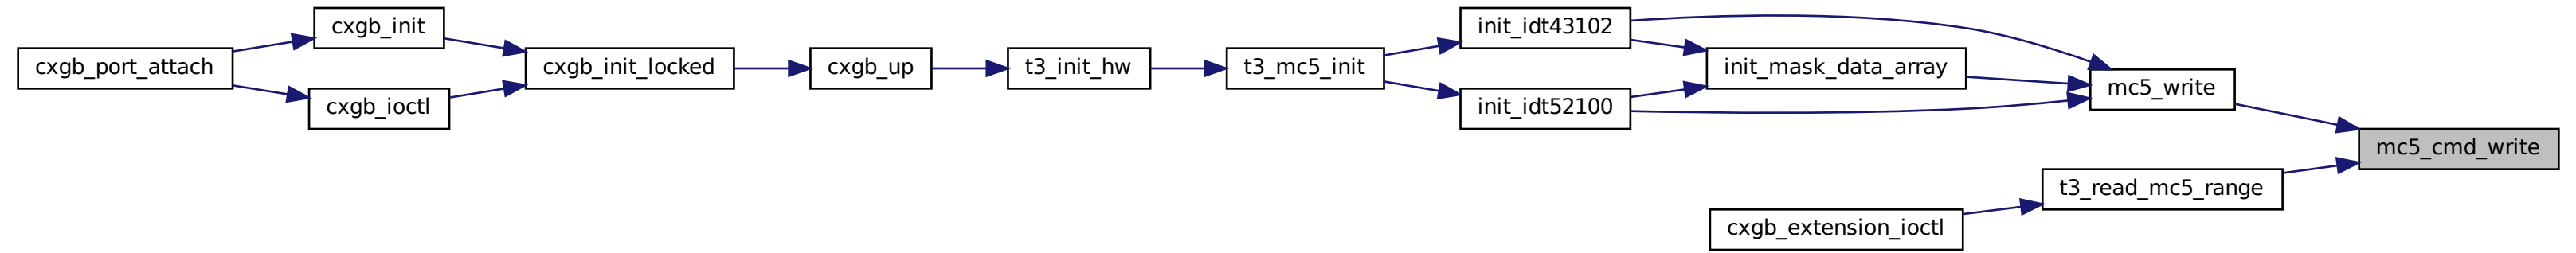 cxgb_port_attach
cxgb_init
cxgb_ioctl
cxgb_init_locked
cxgb_up
t3_init_hw
t3_mc5_init
init_idt43102
init_idt52100
init_mask_data_array
mc5_write
mc5_cmd_write
t3_read_mc5_range
cxgb_extension_ioctl